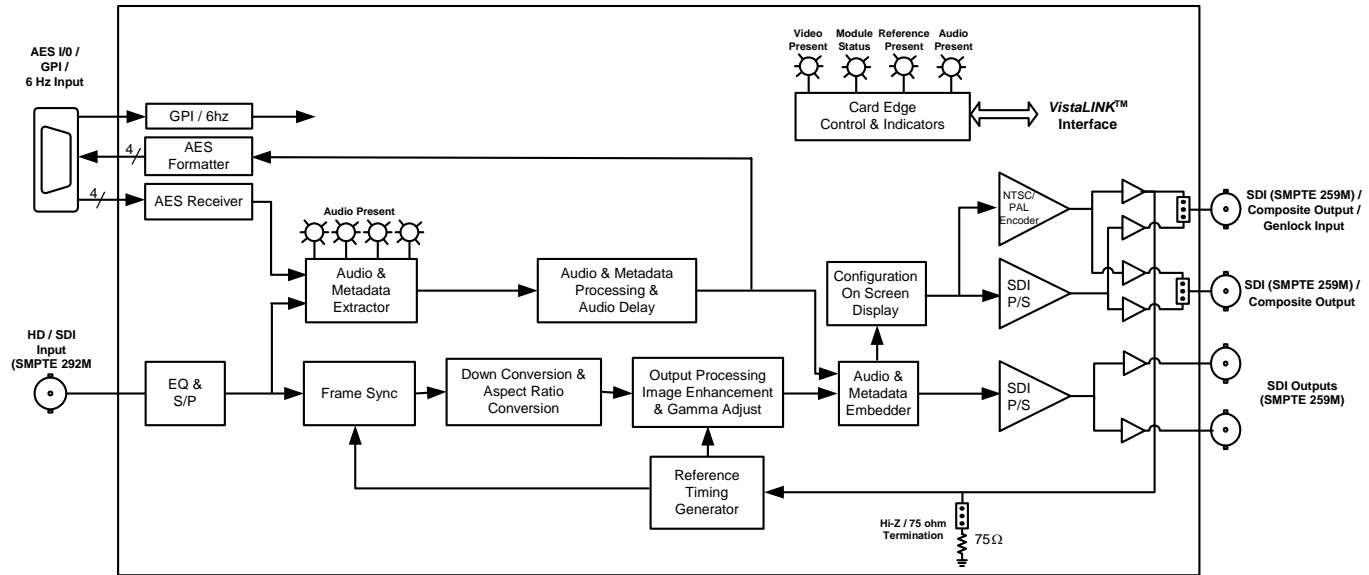 AES I/0 /
GPI /
6 Hz Input
Video
Present
Module
Status
Reference
Present
Audio
Present
Card Edge
Control & Indicators
VistaLINK™
Interface
GPI / 6hz
4
AES
Formatter
4
AES Receiver
Audio Present
Audio &
Metadata
Extractor
Audio & Metadata
Processing &
Audio Delay
Configuration
On Screen
Display
NTSC/
PAL
Encoder
SDI
P/S
SDI (SMPTE 259M) /
Composite Output /
Genlock Input
SDI (SMPTE 259M) /
Composite Output
HD / SDI
Input
(SMPTE 292M
EQ &
S/P
Frame Sync
Down Conversion &
Aspect Ratio
Conversion
Output Processing
Image Enhancement
& Gamma Adjust
Audio &
Metadata
Embedder
SDI
P/S
SDI Outputs
(SMPTE 259M)
Reference
Timing
Generator
Hi-Z / 75 ohm
Termination
75Ω